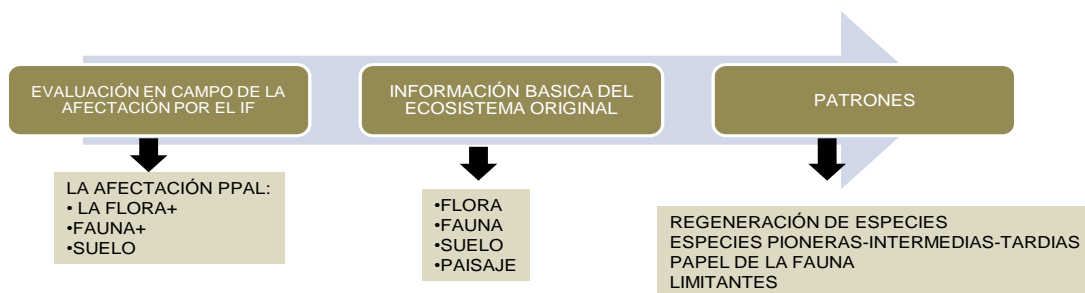 EVALUACIÓN EN CAMPO DE LA
AFECTACIÓN POR EL IF
INFORMACIÓN BASICA DEL
ECOSISTEMA ORIGINAL
PATRONES
LA AFECTACIÓN PPAL:
• LA FLORA+
•FAUNA+
•SUELO
•FLORA
•FAUNA
•SUELO
•PAISAJE
REGENERACIÓN DE ESPECIES
ESPECIES PIONERAS-INTERMEDIAS-TARDIAS
PAPEL DE LA FAUNA
LIMITANTES